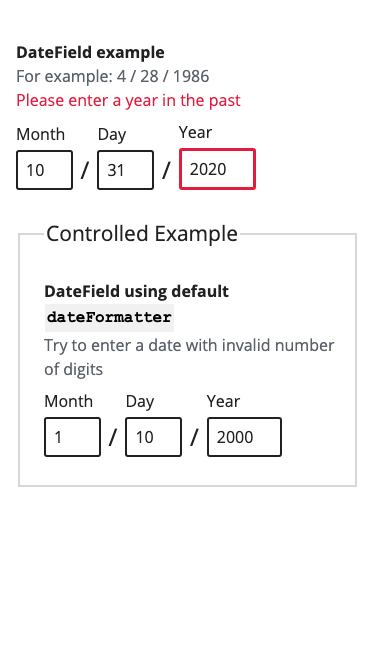 DateField example
For example: 4 / 28 / 1986
Please enter a year in the past
Month Day Year
10 / 31 / 2020
Controlled Example
DateField using default
dateFormatter
Try to enter a date with invalid number
of digits
Month Day Year
1 / 10 / 2000